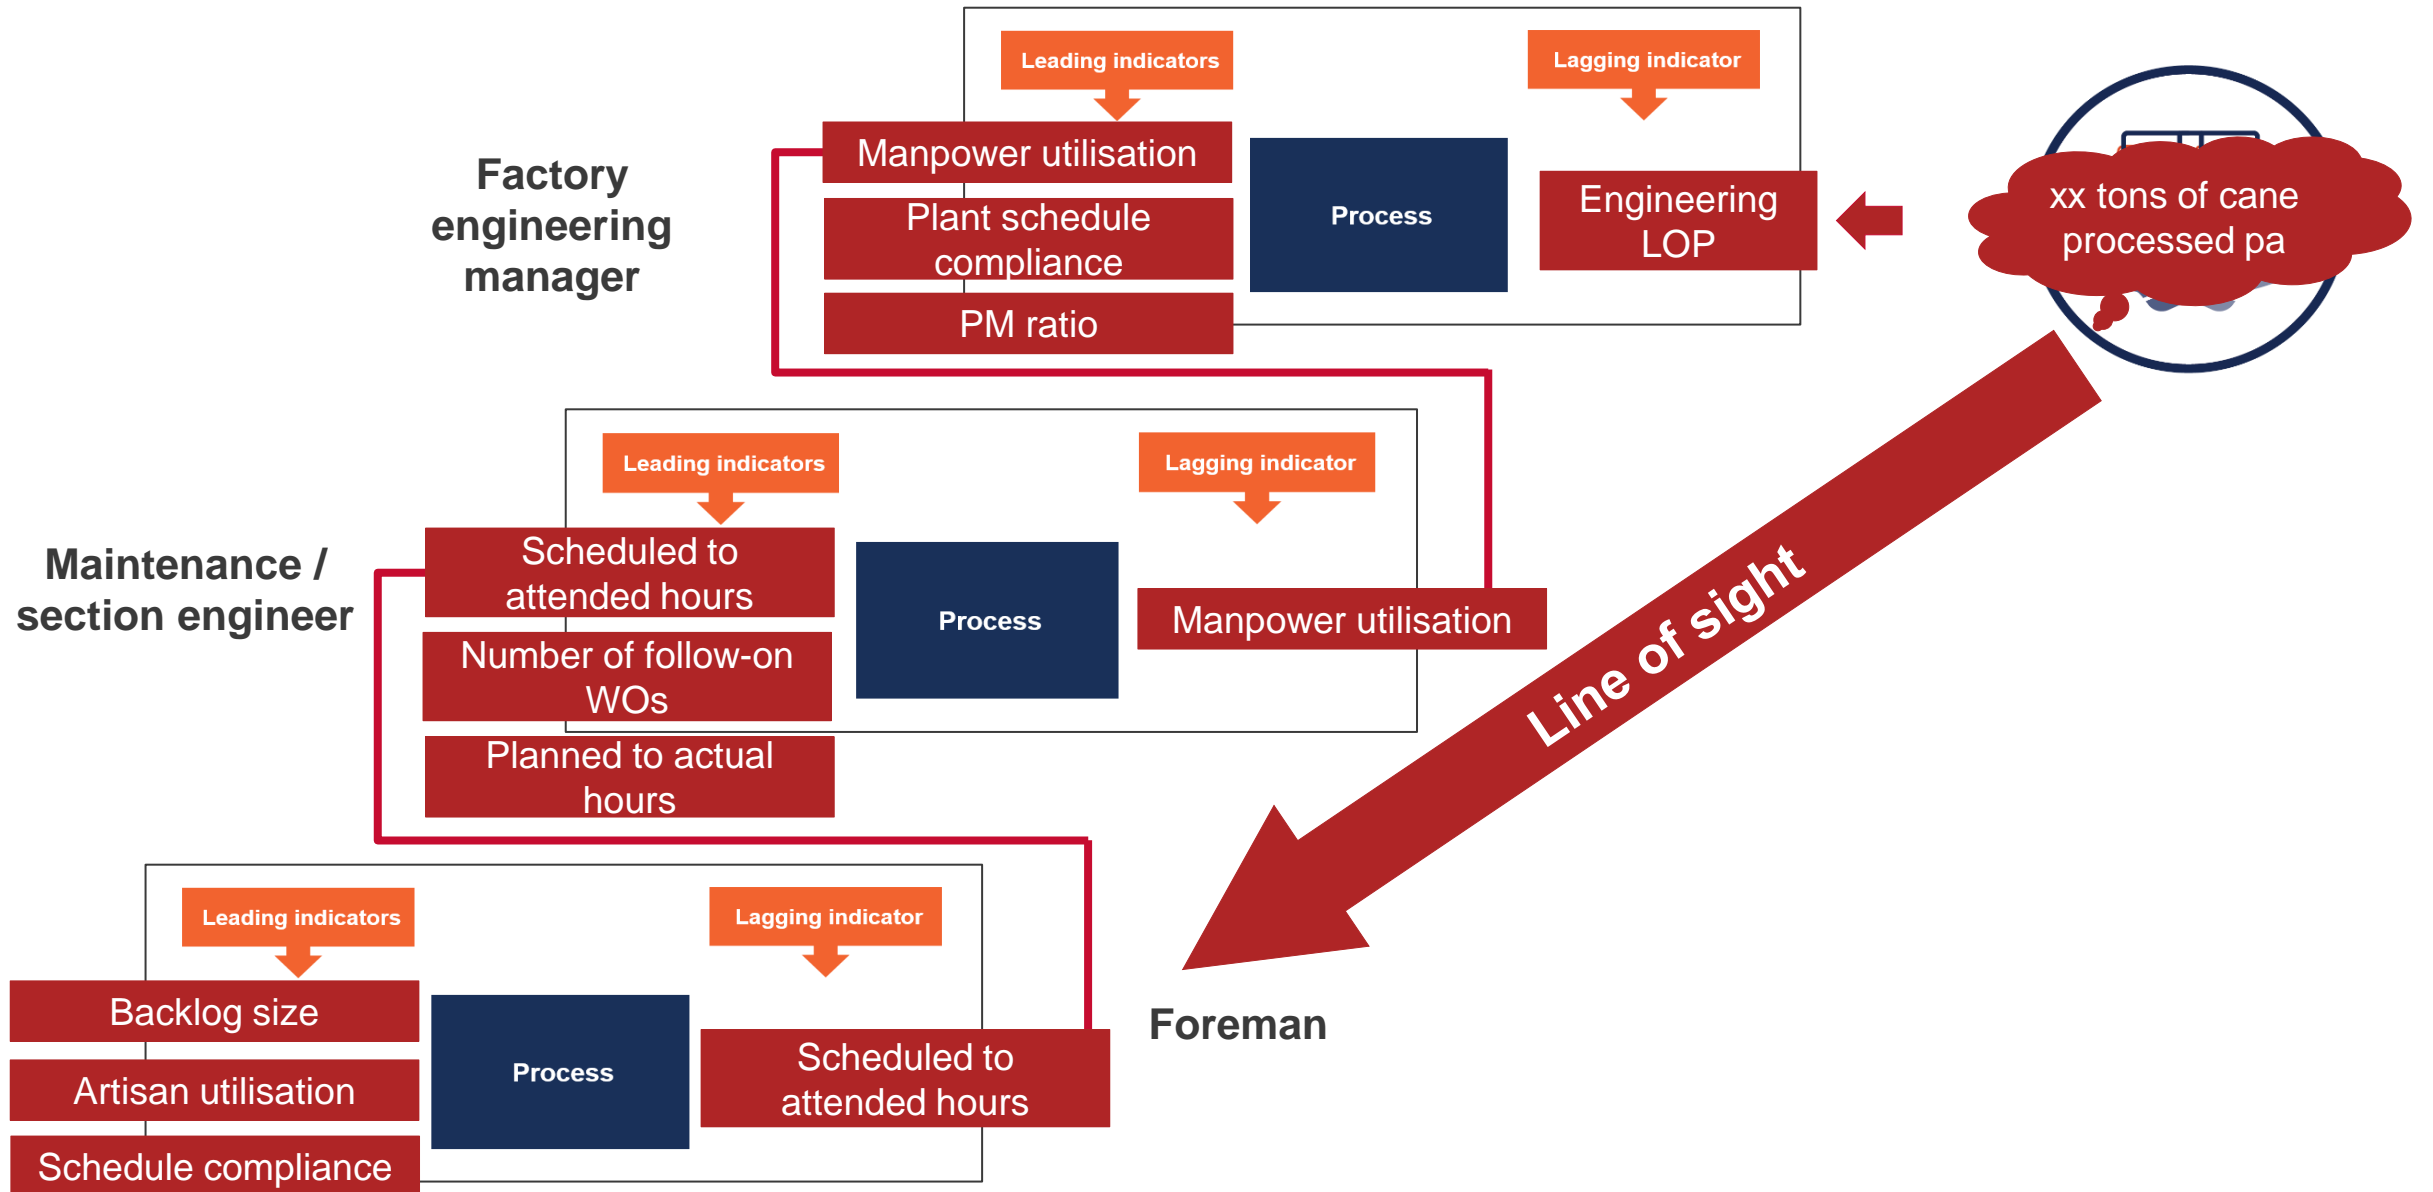 Leading indicators
Lagging indicator
Factory
engineering
manager
Manpower utilisation
Plant schedule
compliance
PM ratio
Process
Engineering
LOP
xx tons of cane
processed pa
Leading indicators
Lagging indicator
Maintenance /
section engineer
Scheduled to
attended hours
Number of follow-on
WOs
Planned to actual
hours
Process
Manpower utilisation
Line of sight
Leading indicators
Lagging indicator
Backlog size
Artisan utilisation
Schedule compliance
Process
Scheduled to
attended hours
Foreman